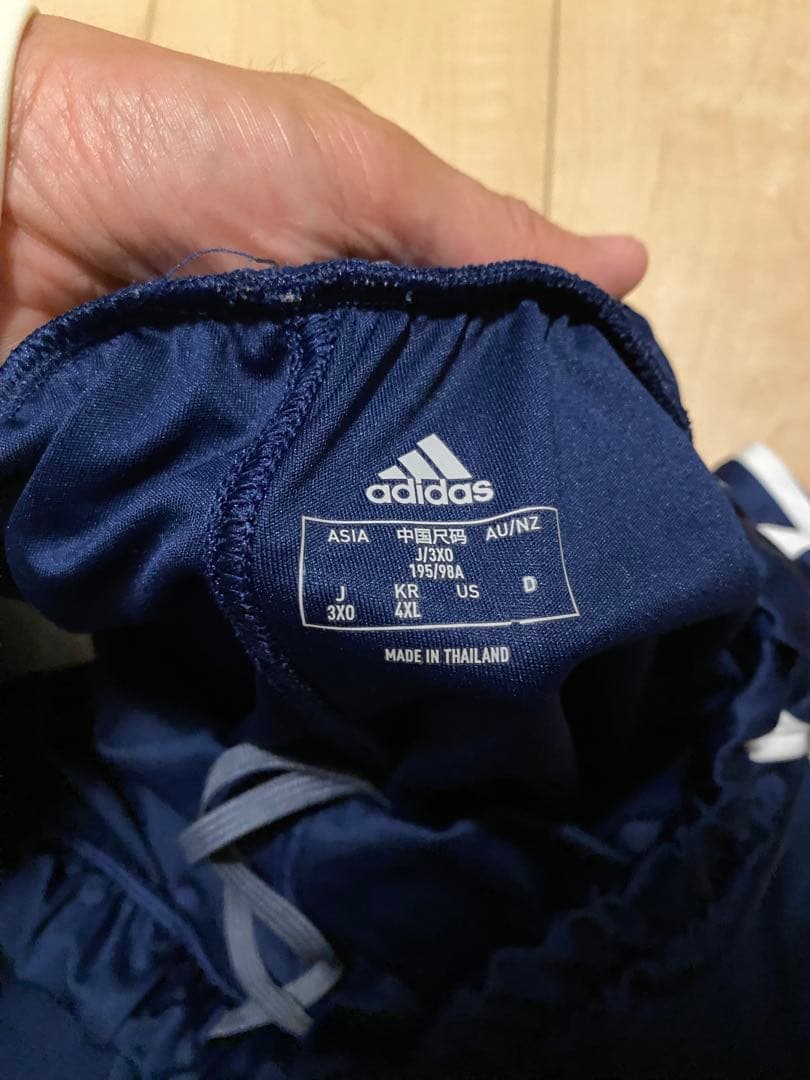 adidas
ASIA 中国尺码 AU/NZ
J/3XO
195/98A
J KR US D
3XO 4XL
MADE IN THAILAND